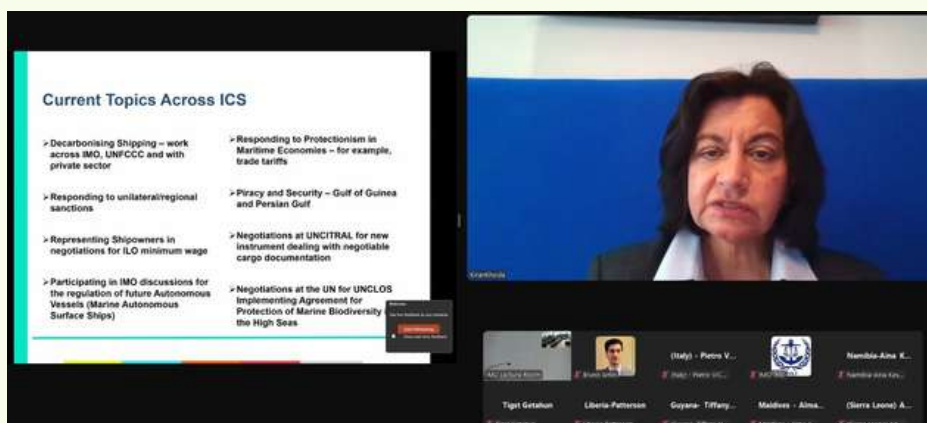 Current Topics Across ICS
➢Decarbonising Shipping – work
across IMO, UNFCCC and with
private sector
➢Responding to unilateral/regional
sanctions
➢Representing Shipowners in
negotiations for ILO minimum wage
➢Participating in IMO discussions for
the regulation of future Autonomous
Vessels (Marine Autonomous
Surface Ships)
➢Responding to Protectionism in
Maritime Economies – for example,
trade tariffs
➢Piracy and Security – Gulf of Guinea
and Persian Gulf
➢Negotiations at UNCITRAL for new
instrument dealing with negotiable
cargo documentation
➢Negotiations at the UN for UNCLOS
Implementing Agreement for
Protection of Marine Biodiversity
the High Seas
KiranKhosla
IMLI Lecture Room
(Italy) - Pietro V...
Namibia-Aina K...
Tigst Getahun
Liberia-Patterson
Guyana- Tiffany...
Maldives - Alma...
(Sierra Leone) A...